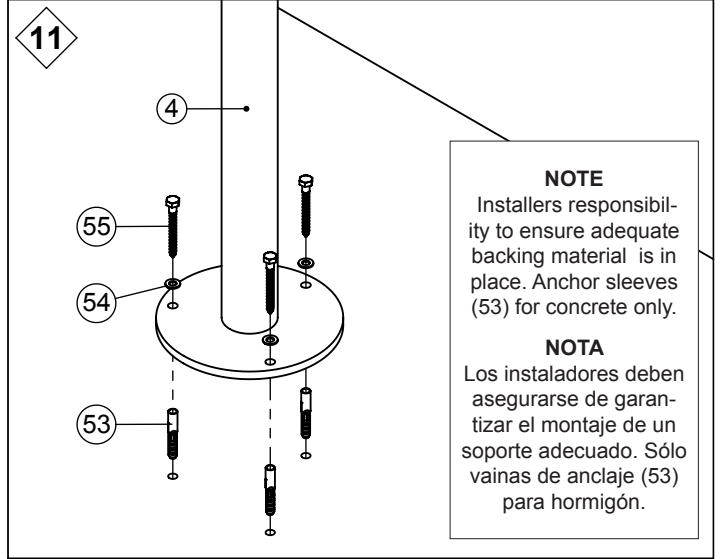 11
4
55
54
53
NOTE
Installers responsibil-
ity to ensure adequate
backing material is in
place. Anchor sleeves
(53) for concrete only.
NOTA
Los instaladores deben
asegurarse de garan-
tizar el montaje de un
soporte adecuado. Sólo
vainas de anclaje (53)
para hormigón.